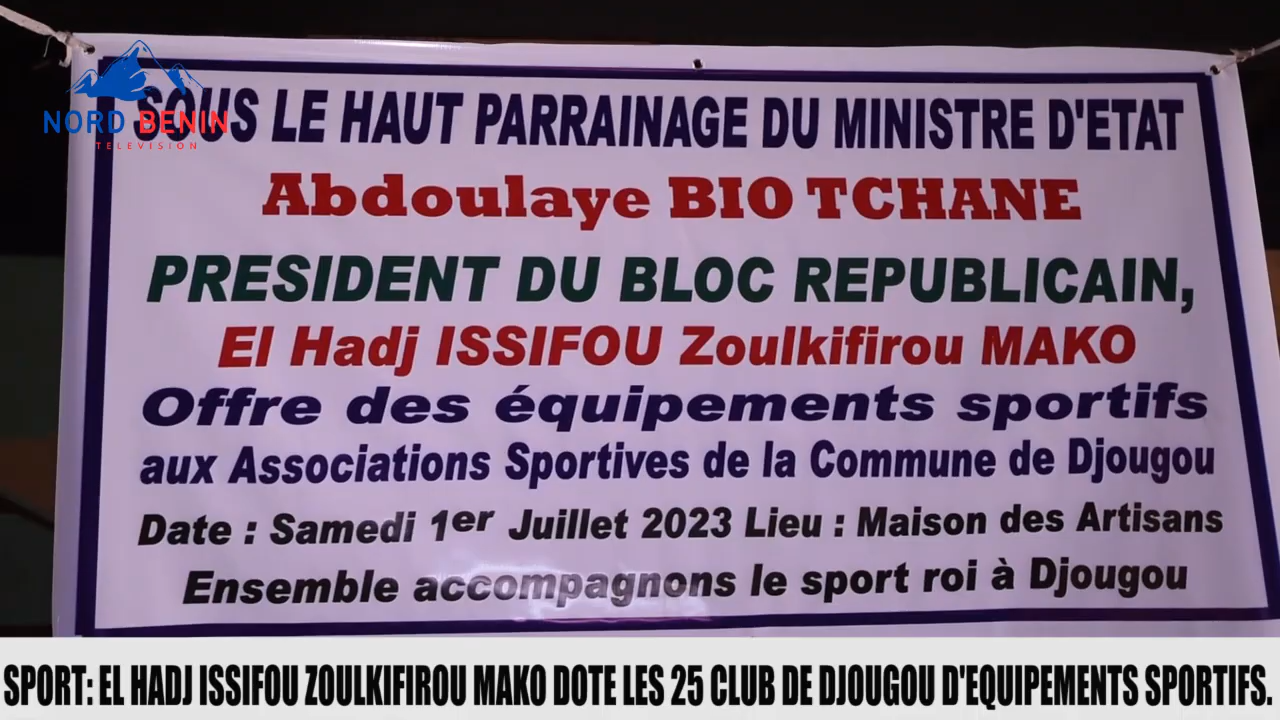 NORD BENIN
TELEVISION
SOUS LE HAUT PARRAINAGE DU MINISTRE D'ETAT
Abdoulaye BIO TCHANE
PRESIDENT DU BLOC REPUBLICAIN,
El Hadj ISSIFOU Zoulkifirou MAKO
Offre des équipements sportifs
aux Associations Sportives de la Commune de Djougou
Date : Samedi 1er Juillet 2023 Lieu : Maison des Artisans
Ensemble accompagnons le sport roi à Djougou
SPORT: EL HADJ ISSIFOU ZOULKIFIROU MAKO DOTE LES 25 CLUB DE DJOUGOU D'EQUIPEMENTS SPORTIFS.